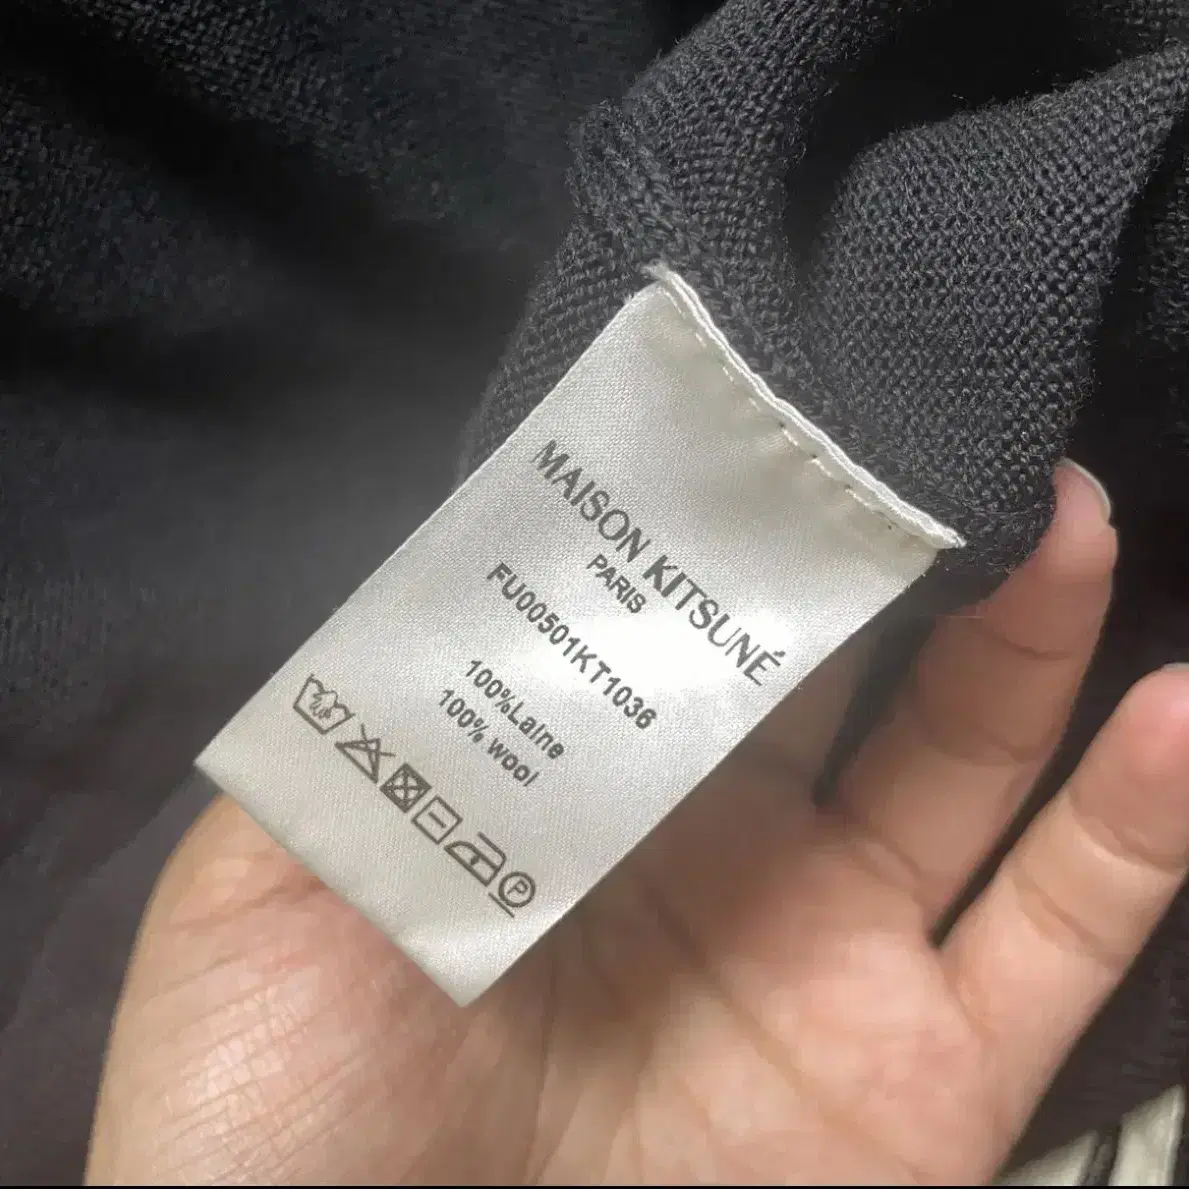 MAISON KITSUNÉ
PARIS
FU00501KT1036
100%Laine
100% wool
P